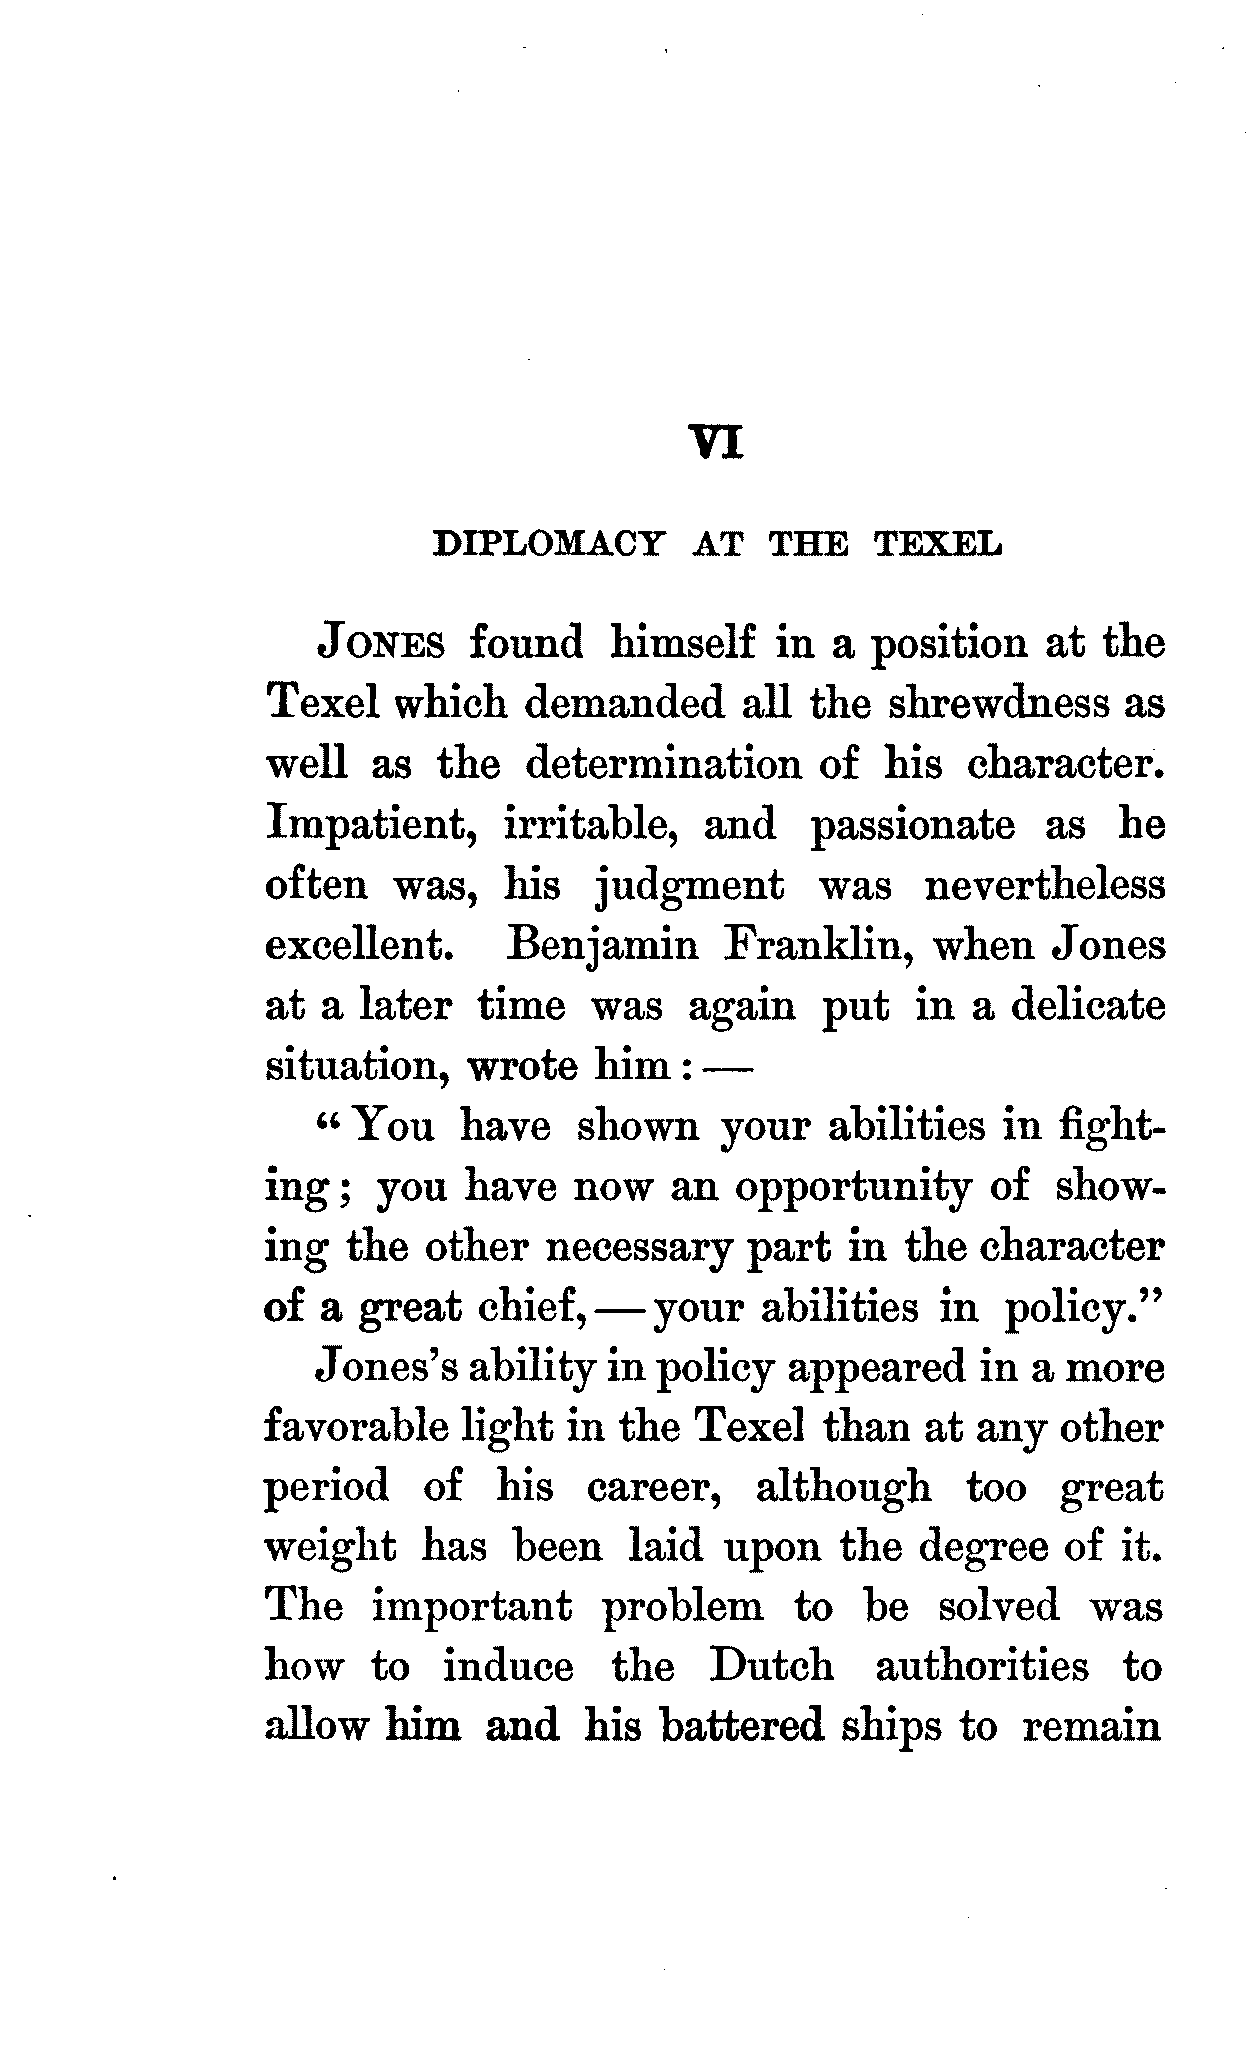 VI
DIPLOMACY AT THE TEXEL
JONES found himself in a position at the
Texel which demanded all the shrewdness as
well as the determination of his character.
Impatient, irritable, and passionate as he
often was, his judgment was nevertheless
excellent. Benjamin Franklin, when Jones
at a later time was again put in a delicate
situation, wrote him : —
“ You have shown your abilities in fight-
ing ; you have now an opportunity of show-
ing the other necessary part in the character
of a great chief, — your abilities in policy.”
Jones's ability in policy appeared in a more
favorable light in the Texel than at any other
period of his career, although too great
weight has been laid upon the degree of it.
The important problem to be solved was
how to induce the Dutch authorities to
allow him and his battered ships to remain